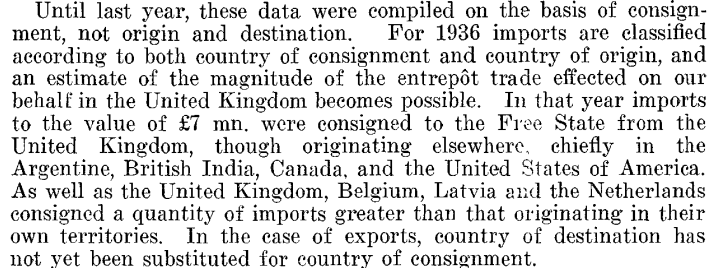 Until last year, these data were compiled on the basis of consign-
ment, not origin and destination. For 1936 imports are classified
according to both country of consignment and country of origin, and
an estimate of the magnitude of the entrepôt trade effected on our
behalf in the United Kingdom becomes possible. In that year imports
to the value of £7 mn. were consigned to the Free State from the
United Kingdom, though originating elsewhere, chiefly in the
Argentine, British India, Canada, and the United States of America.
As well as the United Kingdom, Belgium, Latvia and the Netherlands
consigned a quantity of imports greater than that originating in their
own territories. In the case of exports, country of destination has
not yet been substituted for country of consignment.